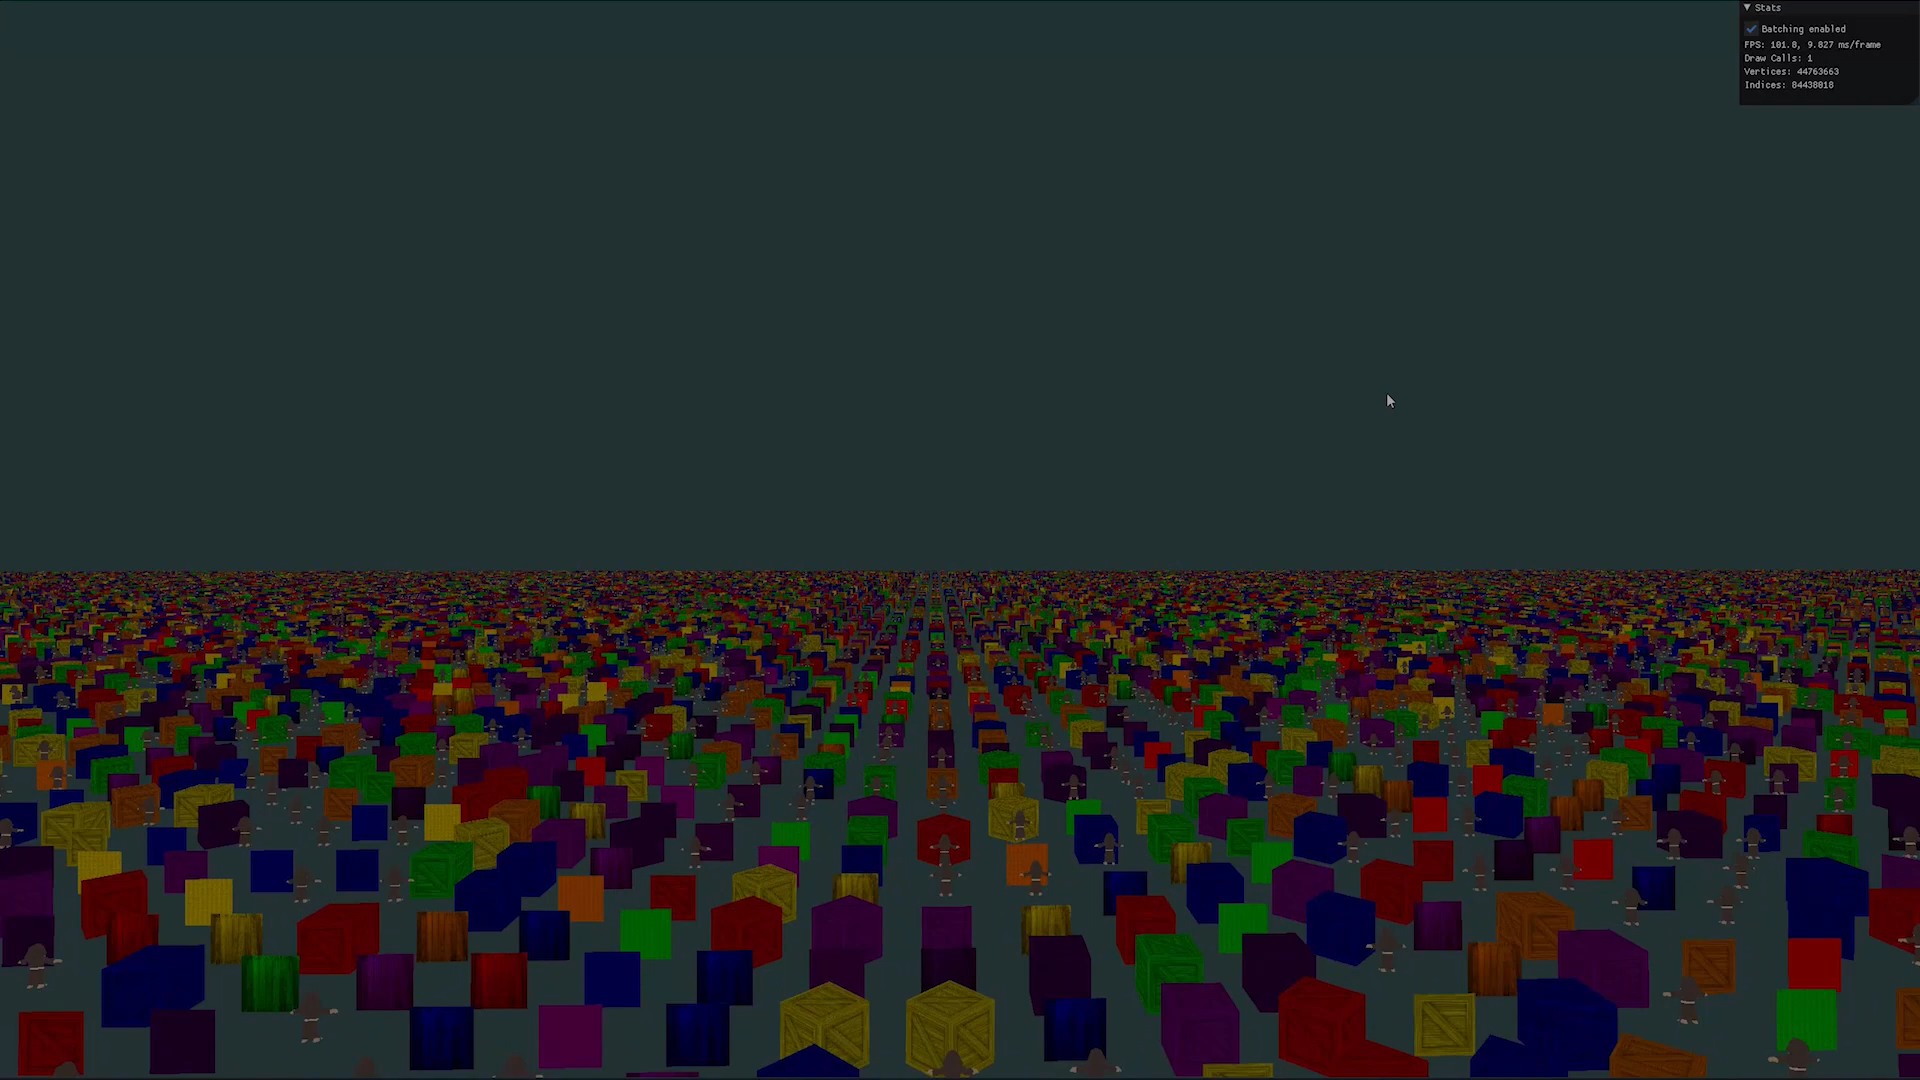 Stats
Batching enabled
FPS: 101.8, 9.827 ms/frame
Draw Calls: 1
Vertices: 44763663
Indices: 84438018